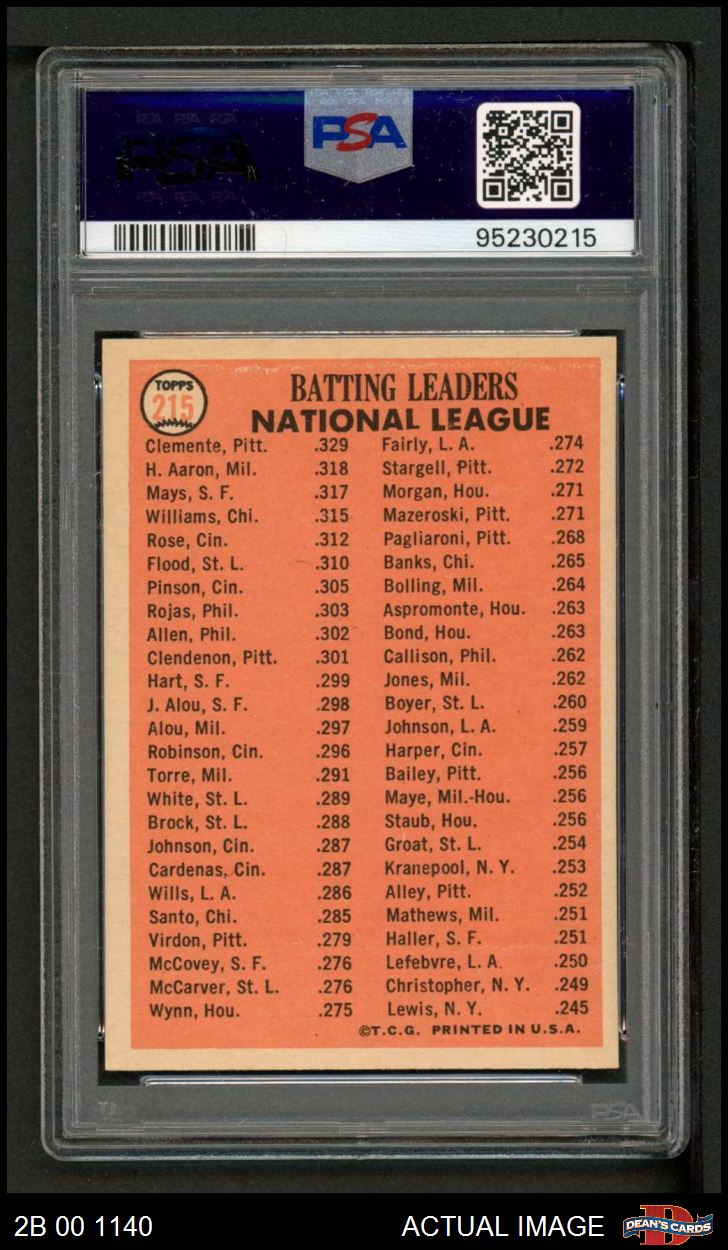 PSA PSA PSA
PSA
PSA PSA PSA
PSA
95230215
TOPPS
215
BATTING LEADERS
NATIONAL LEAGUE
Clemente, Pitt. .329
H. Aaron, Mil. .318
Mays, S. F. .317
Williams, Chi. .315
Rose, Cin. .312
Flood, St. L. .310
Pinson, Cin. .305
Rojas, Phil. .303
Allen, Phil. .302
Clendenon, Pitt. .301
Hart, S. F. .299
J. Alou, S. F. .298
Alou, Mil. .297
Robinson, Cin. .296
Torre, Mil. .291
White, St. L. .289
Brock, St. L. .288
Johnson, Cin. .287
Cardenas, Cin. .287
Wills, L. A. .286
Santo, Chi. .285
Virdon, Pitt. .279
McCovey, S. F. .276
McCarver, St. L. .276
Wynn, Hou. .275
Fairly, L. A. .274
Stargell, Pitt. .272
Morgan, Hou. .271
Mazeroski, Pitt. .271
Pagliaroni, Pitt. .268
Banks, Chi. .265
Bolling, Mil. .264
Aspromonte, Hou. .263
Bond, Hou. .263
Callison, Phil. .262
Jones, Mil. .262
Boyer, St. L. .260
Johnson, L. A. .259
Harper, Cin. .257
Bailey, Pitt. .256
Maye, Mil.-Hou. .256
Staub, Hou. .256
Groat, St. L. .254
Kranepool, N. Y. .253
Alley, Pitt. .252
Mathews, Mil. .251
Haller, S. F. .251
Lefebvre, L. A. .250
Christopher, N. Y. .249
Lewis, N. Y. .245
©T.C.G. PRINTED IN U.S.A.
PSA
2B 00 1140
ACTUAL IMAGE
DEAN'S CARDS